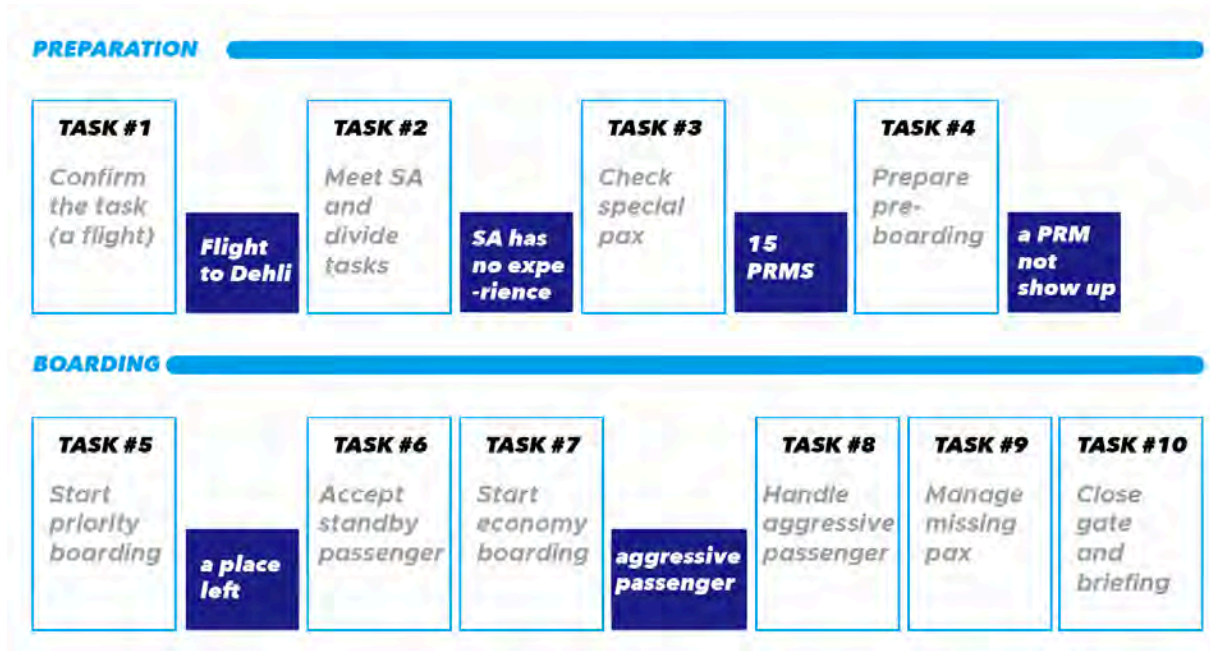 PREPARATION
TASK #1
Confirm
the task
(a flight)
Flight
to Dehli
TASK #2
Meet SA
and
divide
tasks
SA has
no expe
-rience
TASK #3
Check
special
pax
15
PRMS
TASK #4
Prepare
pre-
boarding
a PRM
not
show up
BOARDING
TASK #5
Start
priority
boarding
a place
left
TASK #6
Accept
standby
passenger
TASK #7
Start
economy
boarding
aggressive
passenger
TASK #8
Handle
aggressive
passenger
TASK #9
Manage
missing
pax
TASK #10
Close
gate
and
briefing